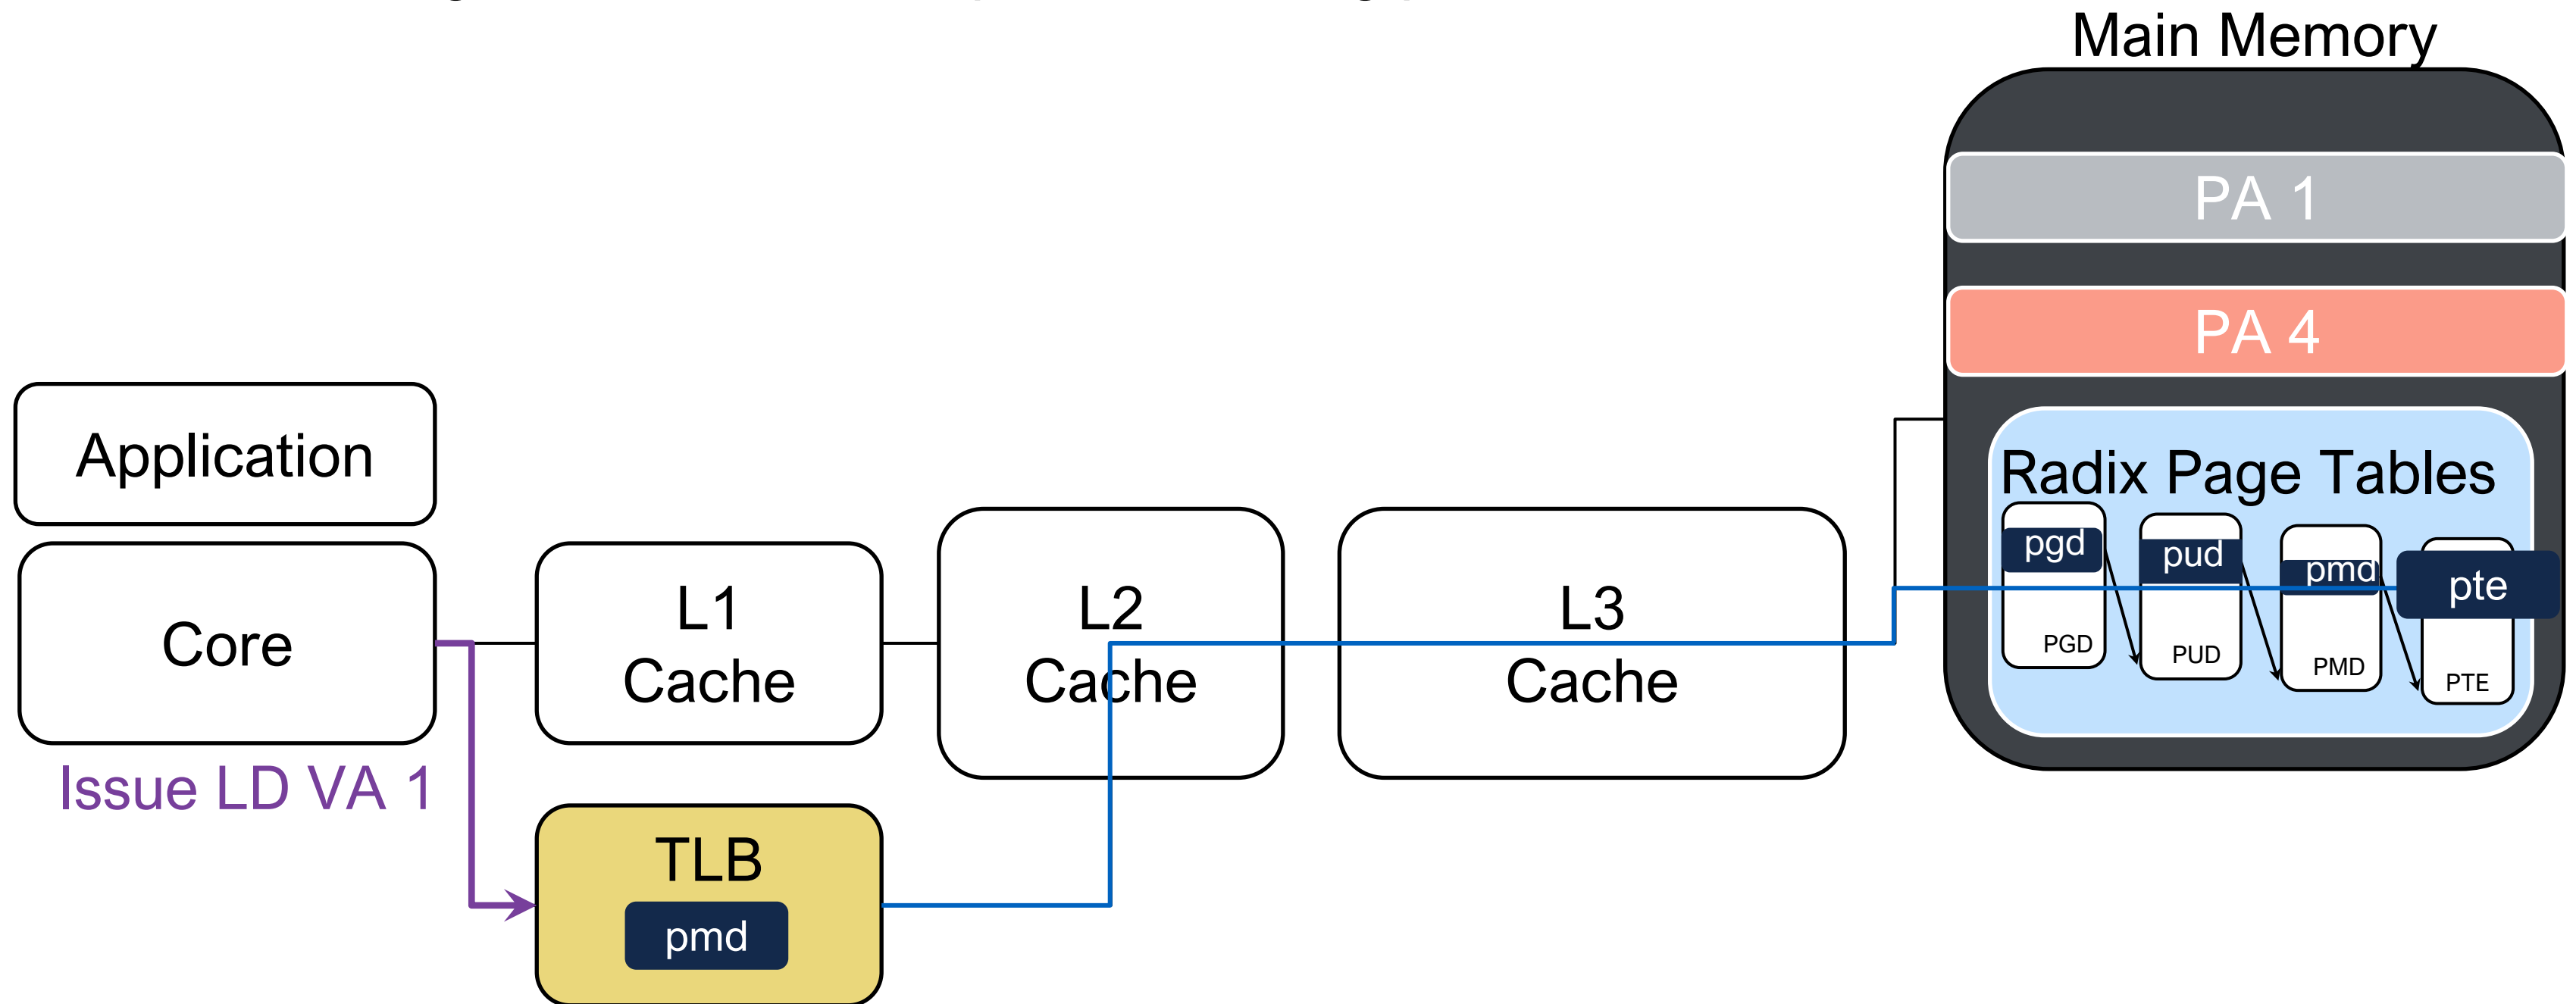 Main Memory
PA 1
PA 4
Application
Radix Page Tables
pgd
pud
pmd
pte
PGD
PUD
PMD
PTE
Core
L1
Cache
L2
Cache
L3
Cache
Issue LD VA 1
TLB
pmd